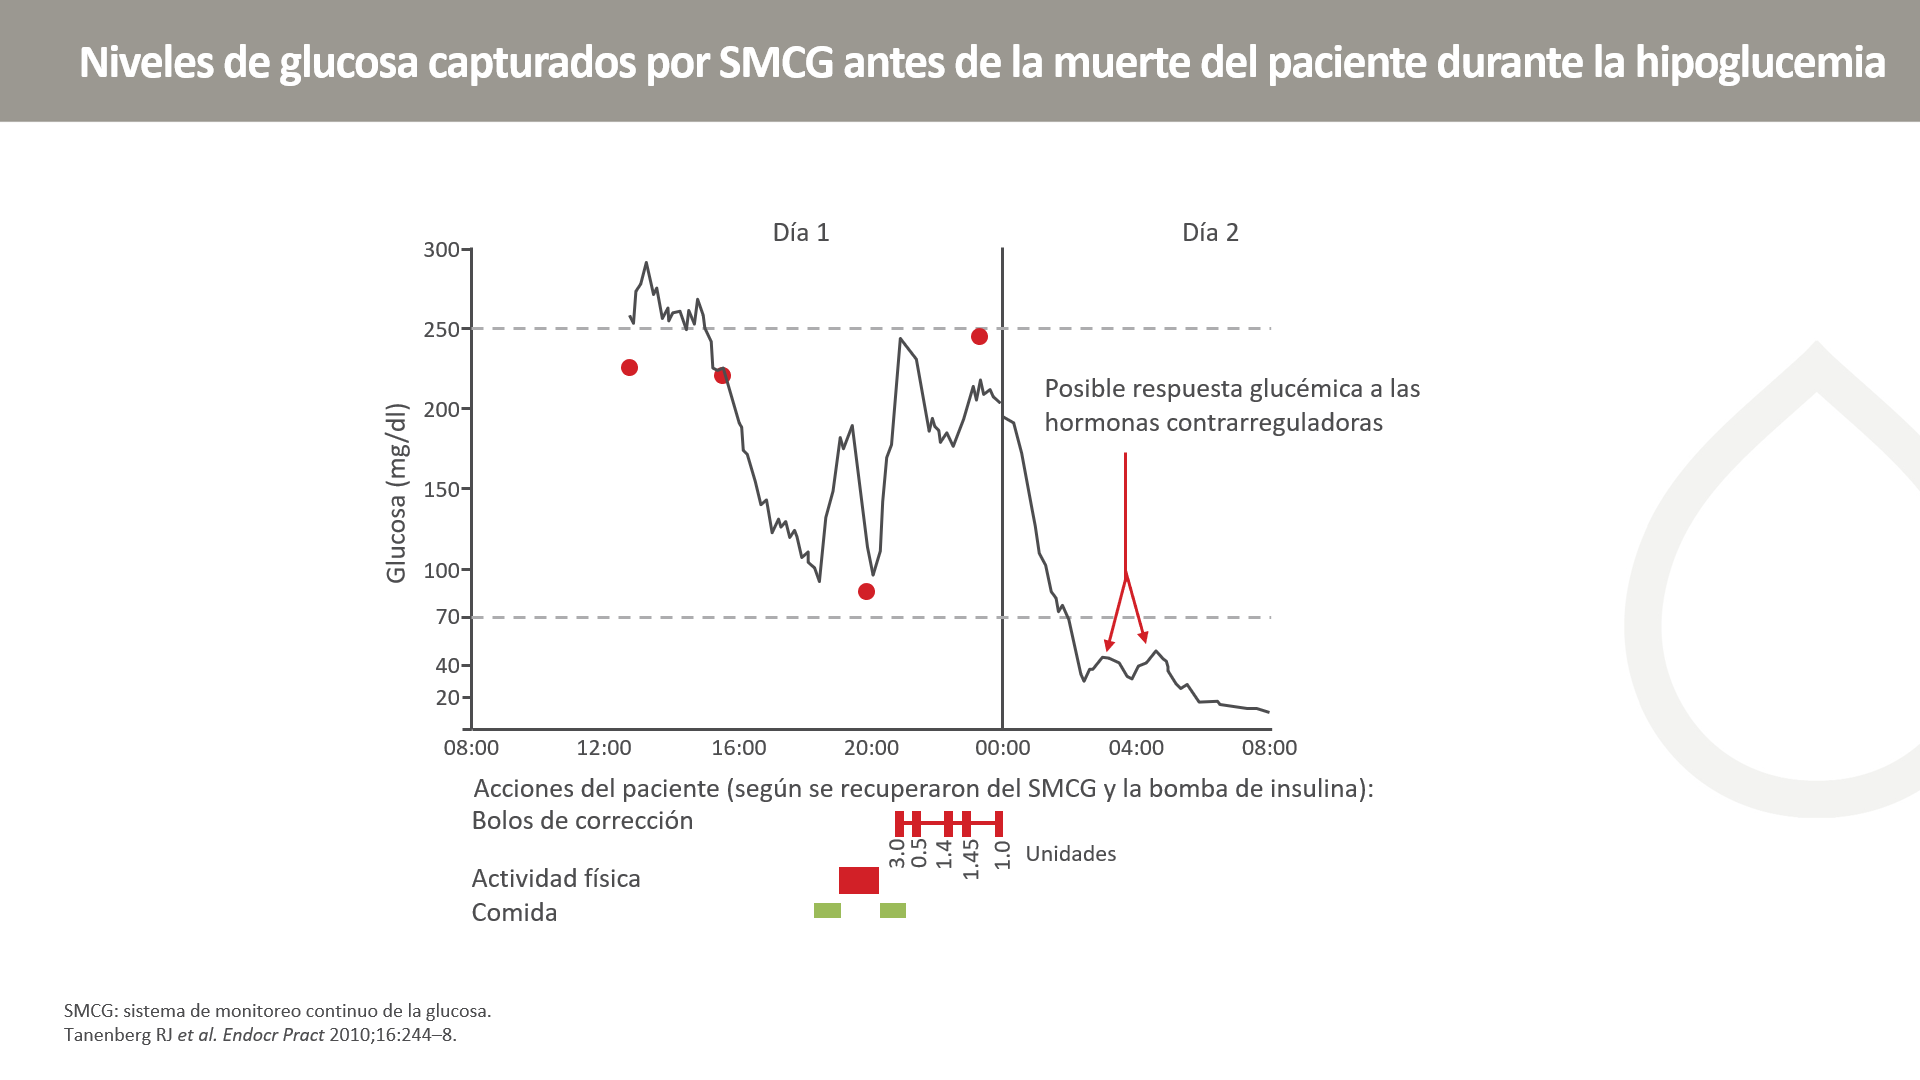 Niveles de glucosa capturados por SMCG antes de la muerte del paciente durante la hipoglucemia
Día 1
Día 2
Glucosa (mg/dl)
300
250
200
150
100
70
40
20
Posible respuesta glucémica a las
hormonas contrarreguladoras
08:00 12:00 16:00 20:00 00:00 04:00 08:00
Acciones del paciente (según se recuperaron del SMCG y la bomba de insulina):
Bolos de corrección
3.0 0.5 1.4 1.45 1.0 Unidades
Actividad física
Comida
SMCG: sistema de monitoreo continuo de la glucosa.
Tanenberg RJ et al. Endocr Pract 2010;16:244–8.